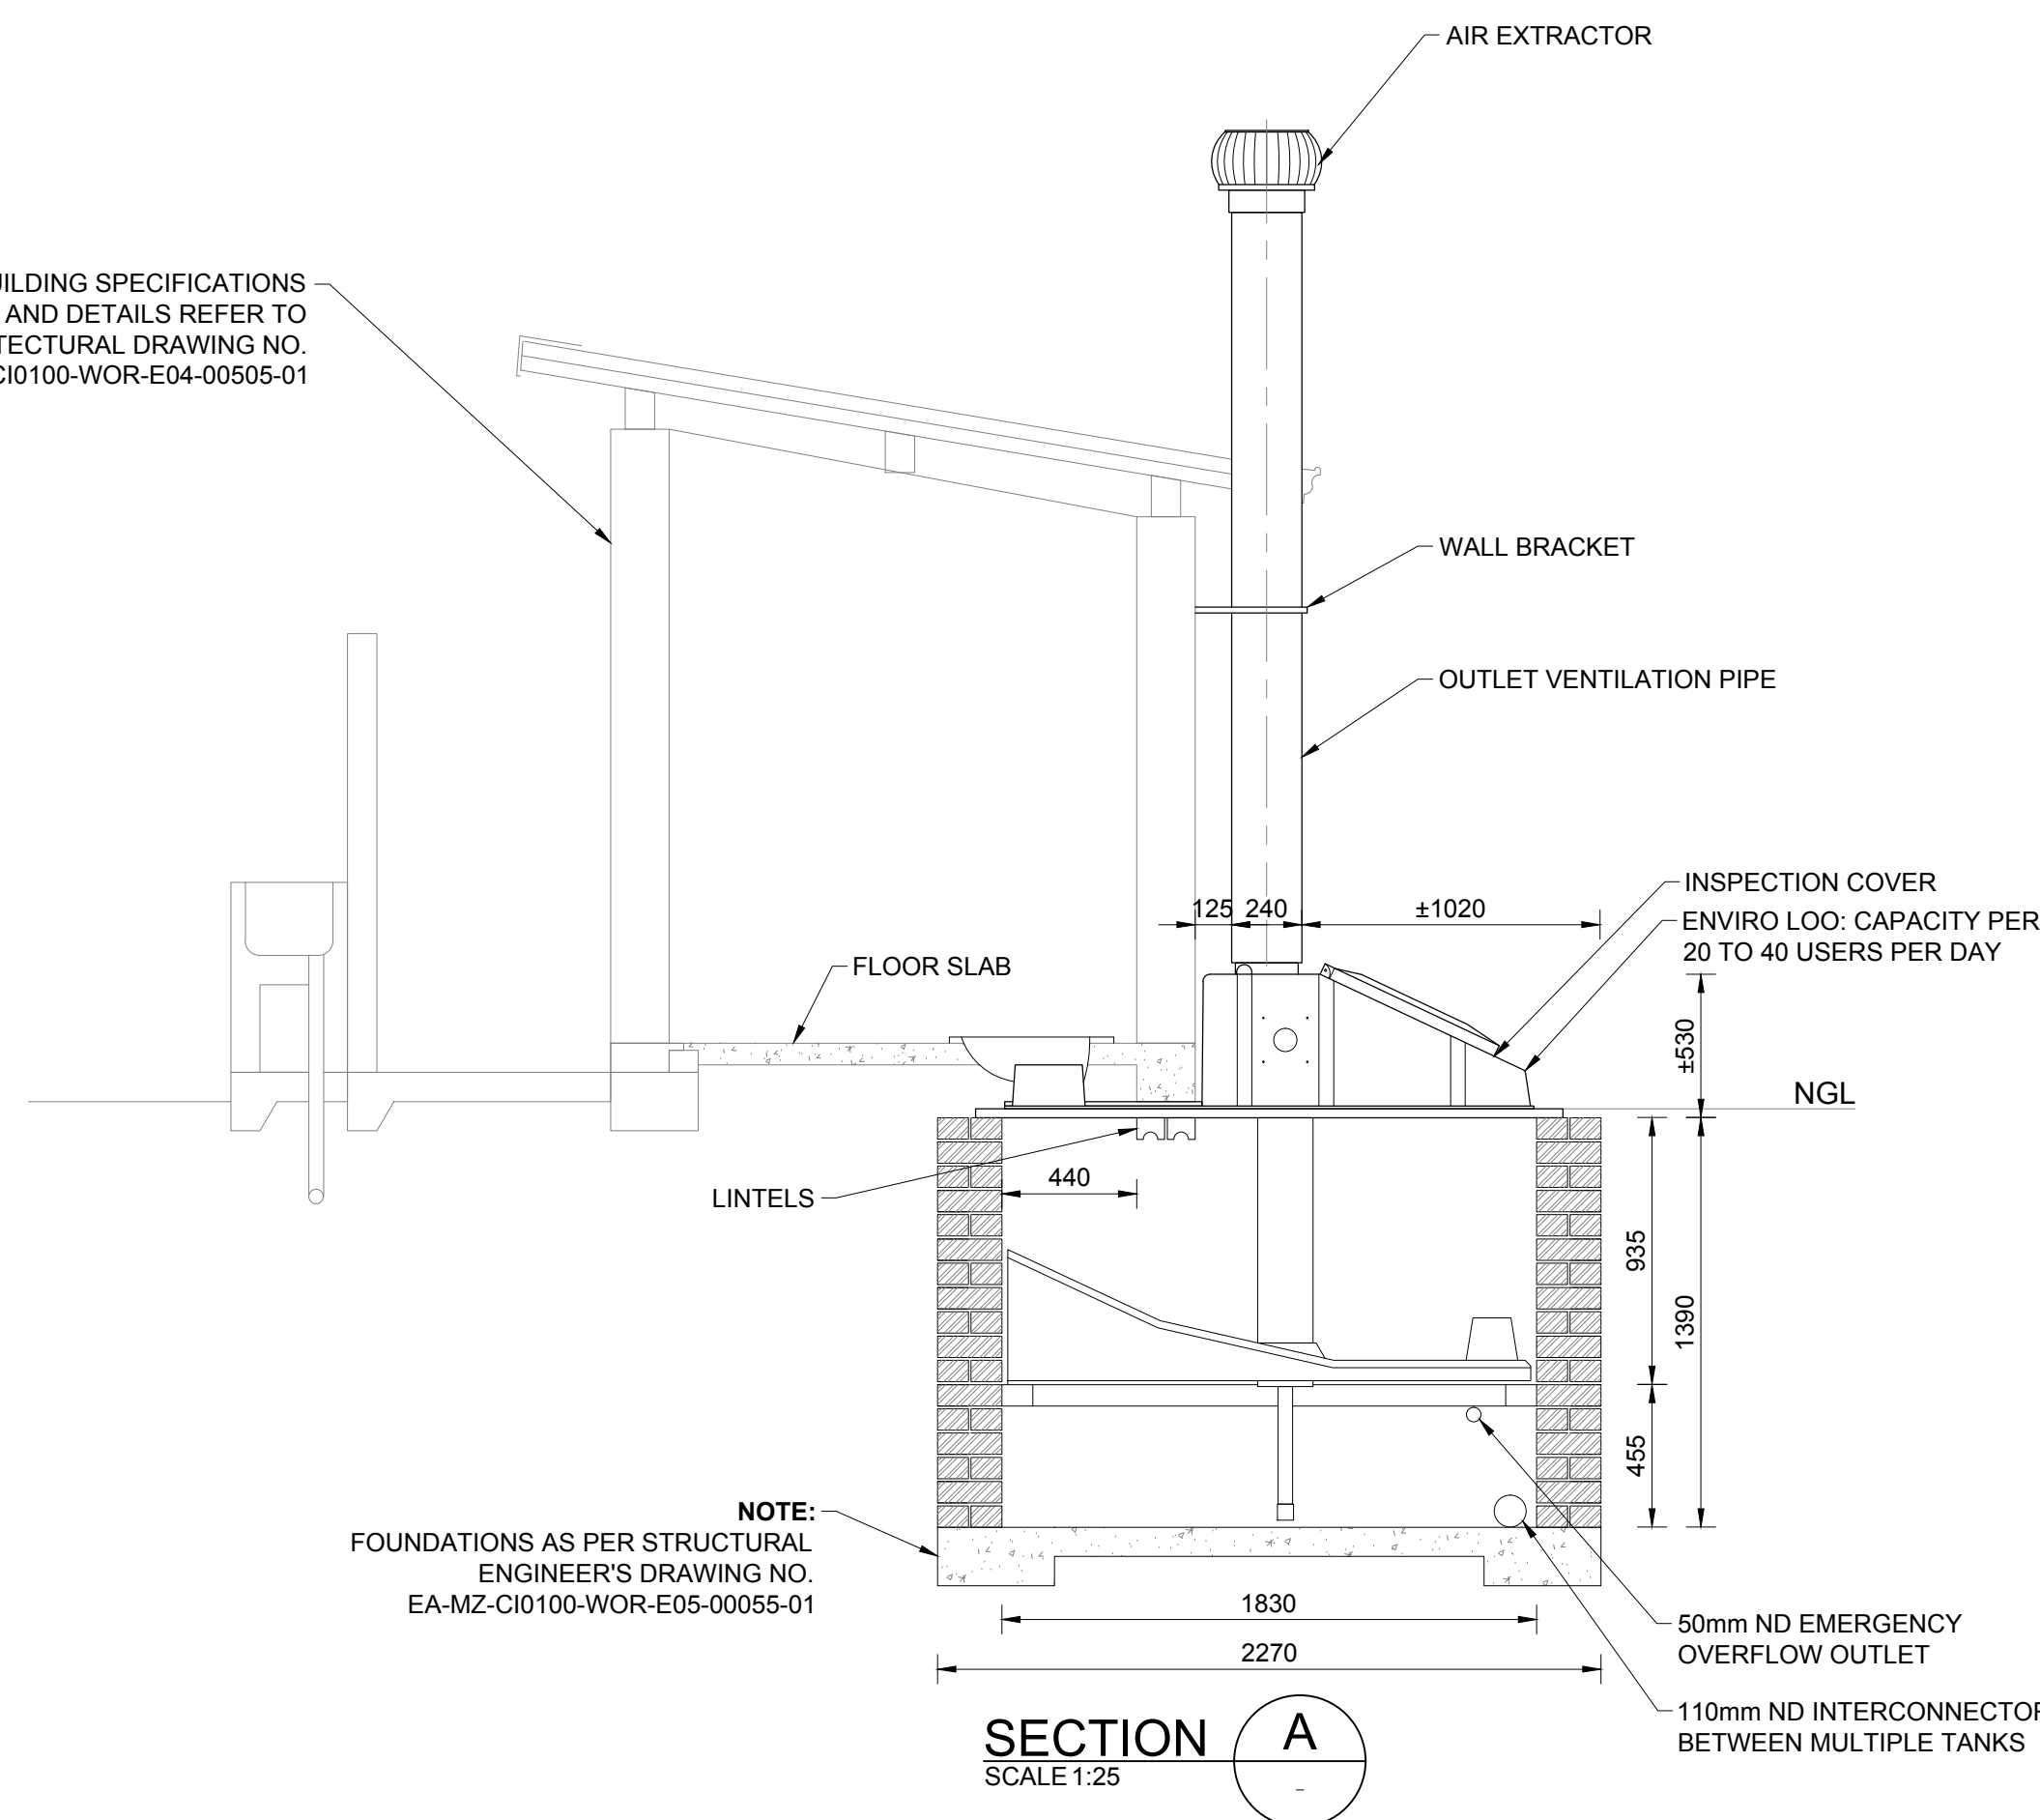 AIR EXTRACTOR
UILDING SPECIFICATIONS
AND DETAILS REFER TO
TECTURAL DRAWING NO.
CI0100-WOR-E04-00505-01
WALL BRACKET
OUTLET VENTILATION PIPE
INSPECTION COVER
125 240 ±1020
ENVIRO LOO: CAPACITY PER
20 TO 40 USERS PER DAY
FLOOR SLAB
±530
NGL
LINTELS
440
935
1390
455
NOTE:
FOUNDATIONS AS PER STRUCTURAL
ENGINEER'S DRAWING NO.
EA-MZ-CI0100-WOR-E05-00055-01
1830
2270
50mm ND EMERGENCY
OVERFLOW OUTLET
110mm ND INTERCONNECTOR
BETWEEN MULTIPLE TANKS
SECTION A
SCALE 1:25
-